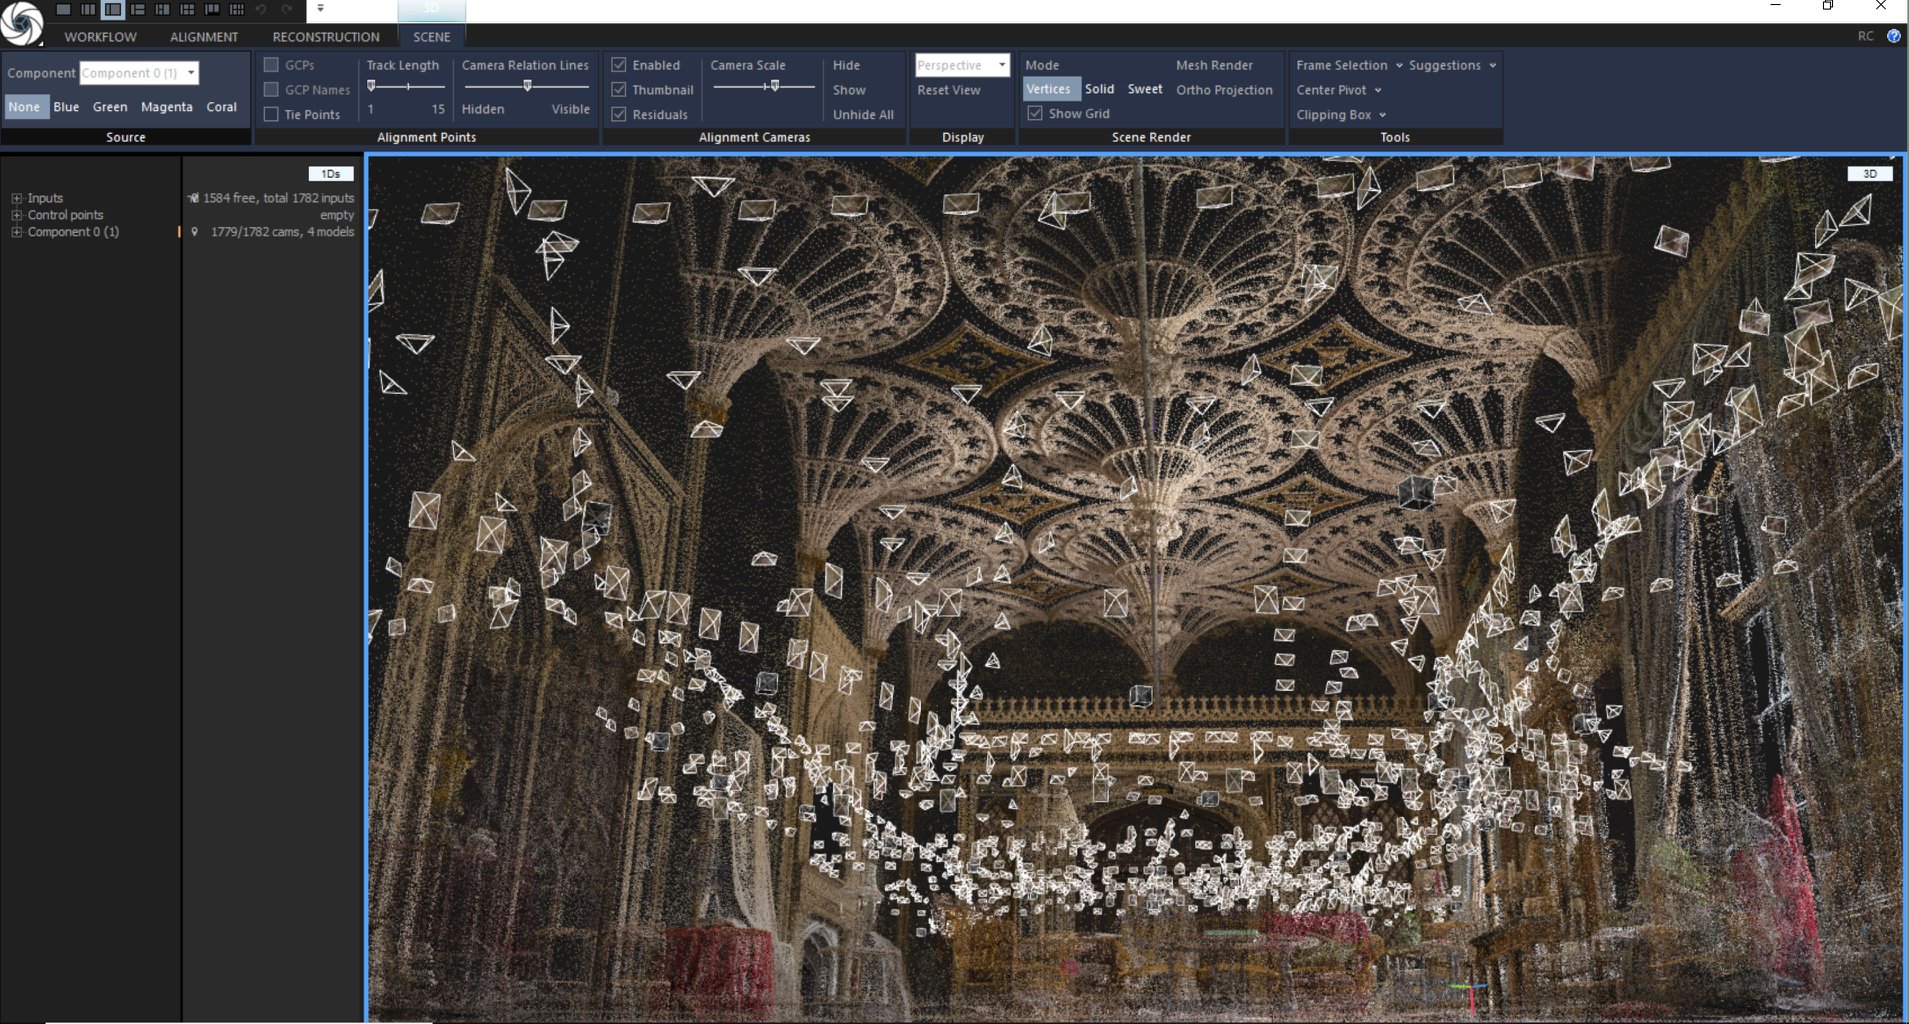 3D
WORKFLOW ALIGNMENT RECONSTRUCTION SCENE RC
Component Component 0 (1)
None Blue Green Magenta Coral
Source
GCPs
GCP Names
Tie Points
Track Length
1 15
Camera Relation Lines
Hidden Visible
Alignment Points
Enabled
Thumbnail
Residuals
Camera Scale
Hide
Show
Unhide All
Alignment Cameras
Perspective
Reset View
Display
Mode
Vertices Solid Sweet
Show Grid
Mesh Render
Ortho Projection
Scene Render
Frame Selection Suggestions
Center Pivot
Clipping Box
Tools
1Ds
Inputs 1584 free, total 1782 inputs
Control points empty
Component 0 (1) 1779/1782 cams, 4 models
3D